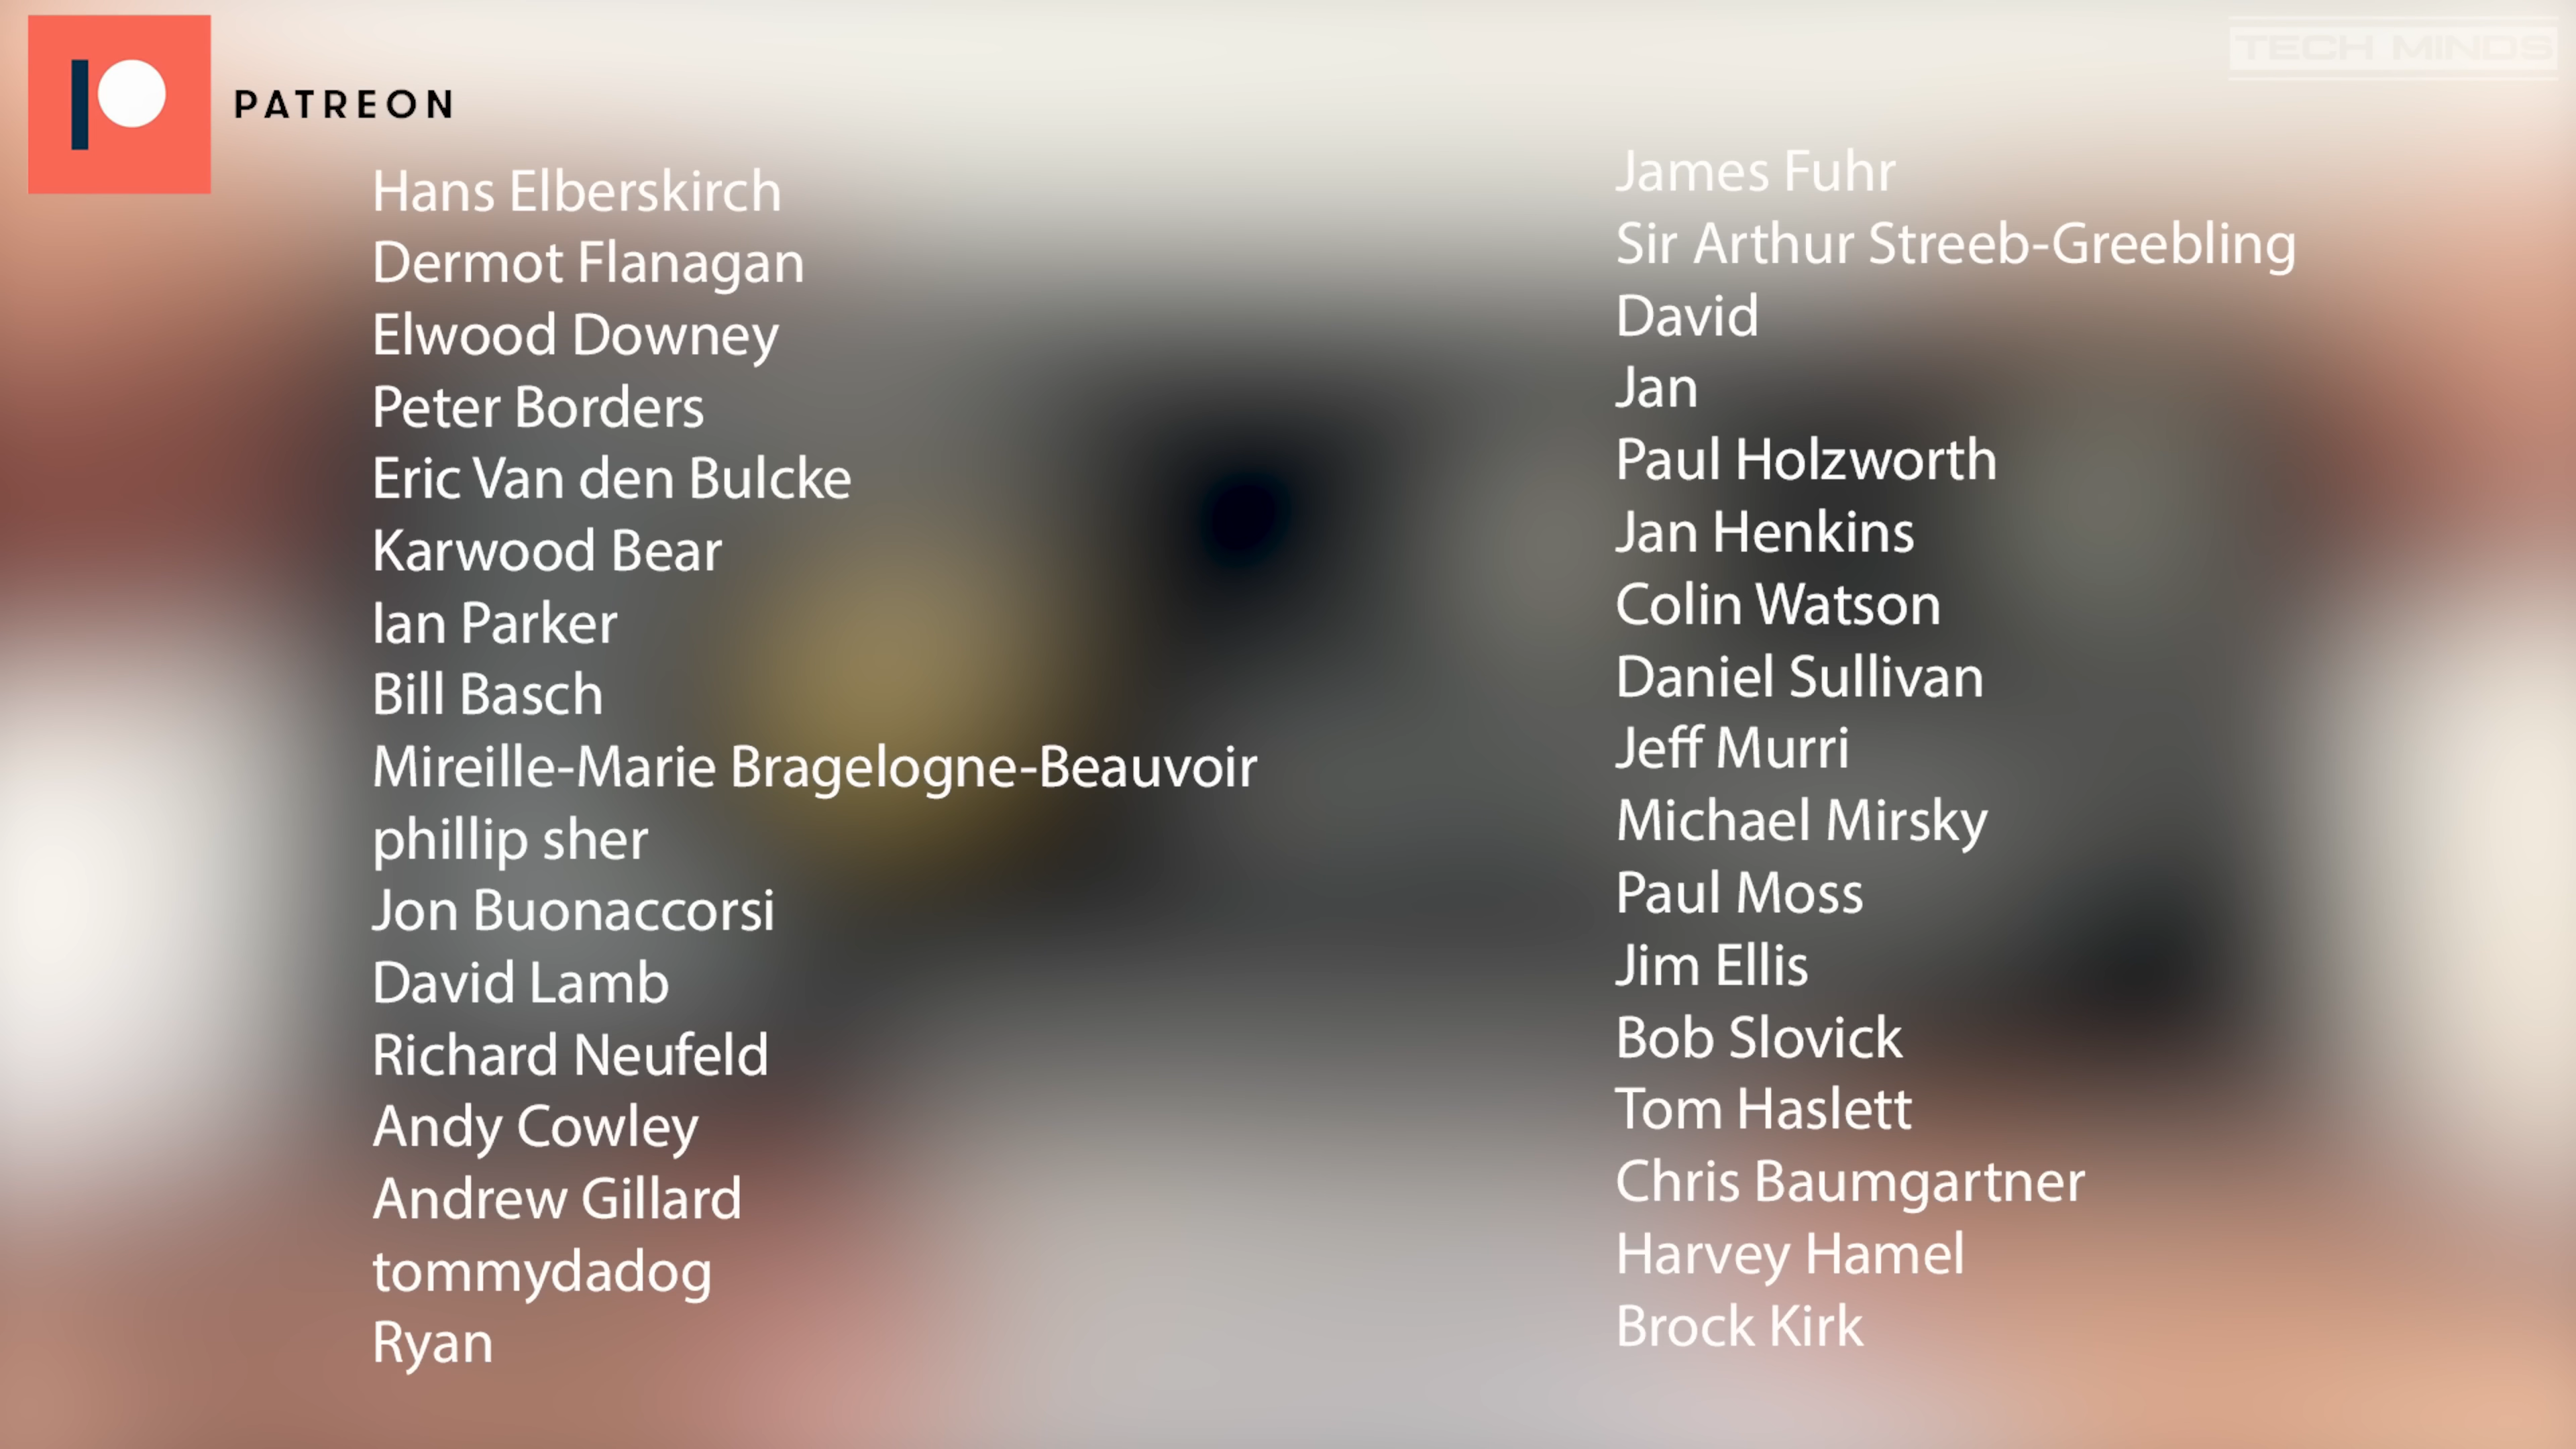 PATREON
TECH MINDS
Hans Elberskirch
Dermot Flanagan
Elwood Downey
Peter Borders
Eric Van den Bulcke
Karwood Bear
Ian Parker
Bill Basch
Mireille-Marie Bragelogne-Beauvoir
phillip sher
Jon Buonaccorsi
David Lamb
Richard Neufeld
Andy Cowley
Andrew Gillard
tommydadog
Ryan
James Fuhr
Sir Arthur Streeb-Greebling
David
Jan
Paul Holzworth
Jan Henkins
Colin Watson
Daniel Sullivan
Jeff Murri
Michael Mirsky
Paul Moss
Jim Ellis
Bob Slovick
Tom Haslett
Chris Baumgartner
Harvey Hamel
Brock Kirk